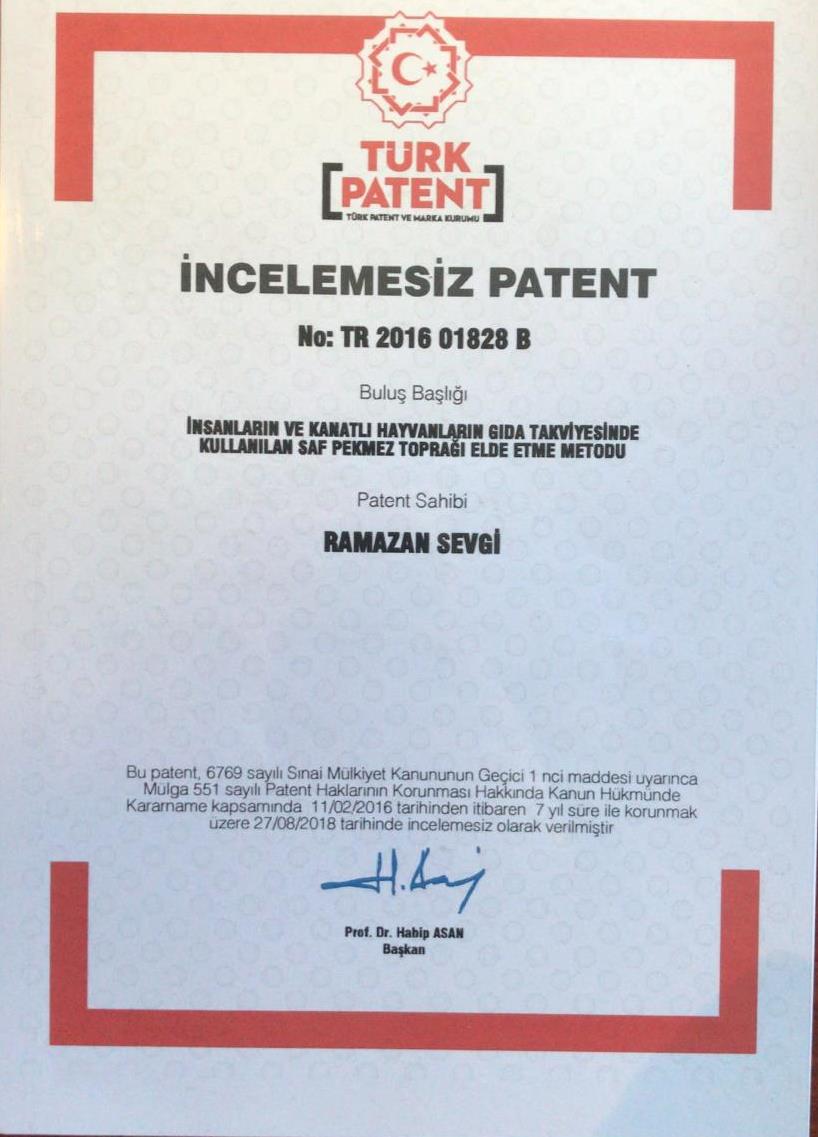 TÜRK
PATENT
TÜRK PATENT VE MARKA KURUMU
İNCELEMESİZ PATENT
No: TR 2016 01828 B
Buluş Başlığı
İNSANLARIN VE KANATLI HAYVANLARIN GIDA TAKVİYESİNDE
KULLANILAN SAF PEKMEZ TOPRAĞI ELDE ETME METODU
Patent Sahibi
RAMAZAN SEVGİ
Bu patent, 6769 sayılı Sınai Mülkiyet Kanununun Geçici 1 nci maddesi uyarınca
Mülga 551 sayılı Patent Haklarının Korunması Hakkında Kanun Hükmünde
Kararname kapsamında 11/02/2016 tarihinden itibaren 7 yıl süre ile korunmak
üzere 27/08/2018 tarihinde incelemesiz olarak verilmiştir
Prof. Dr. Habip ASAN
Başkan